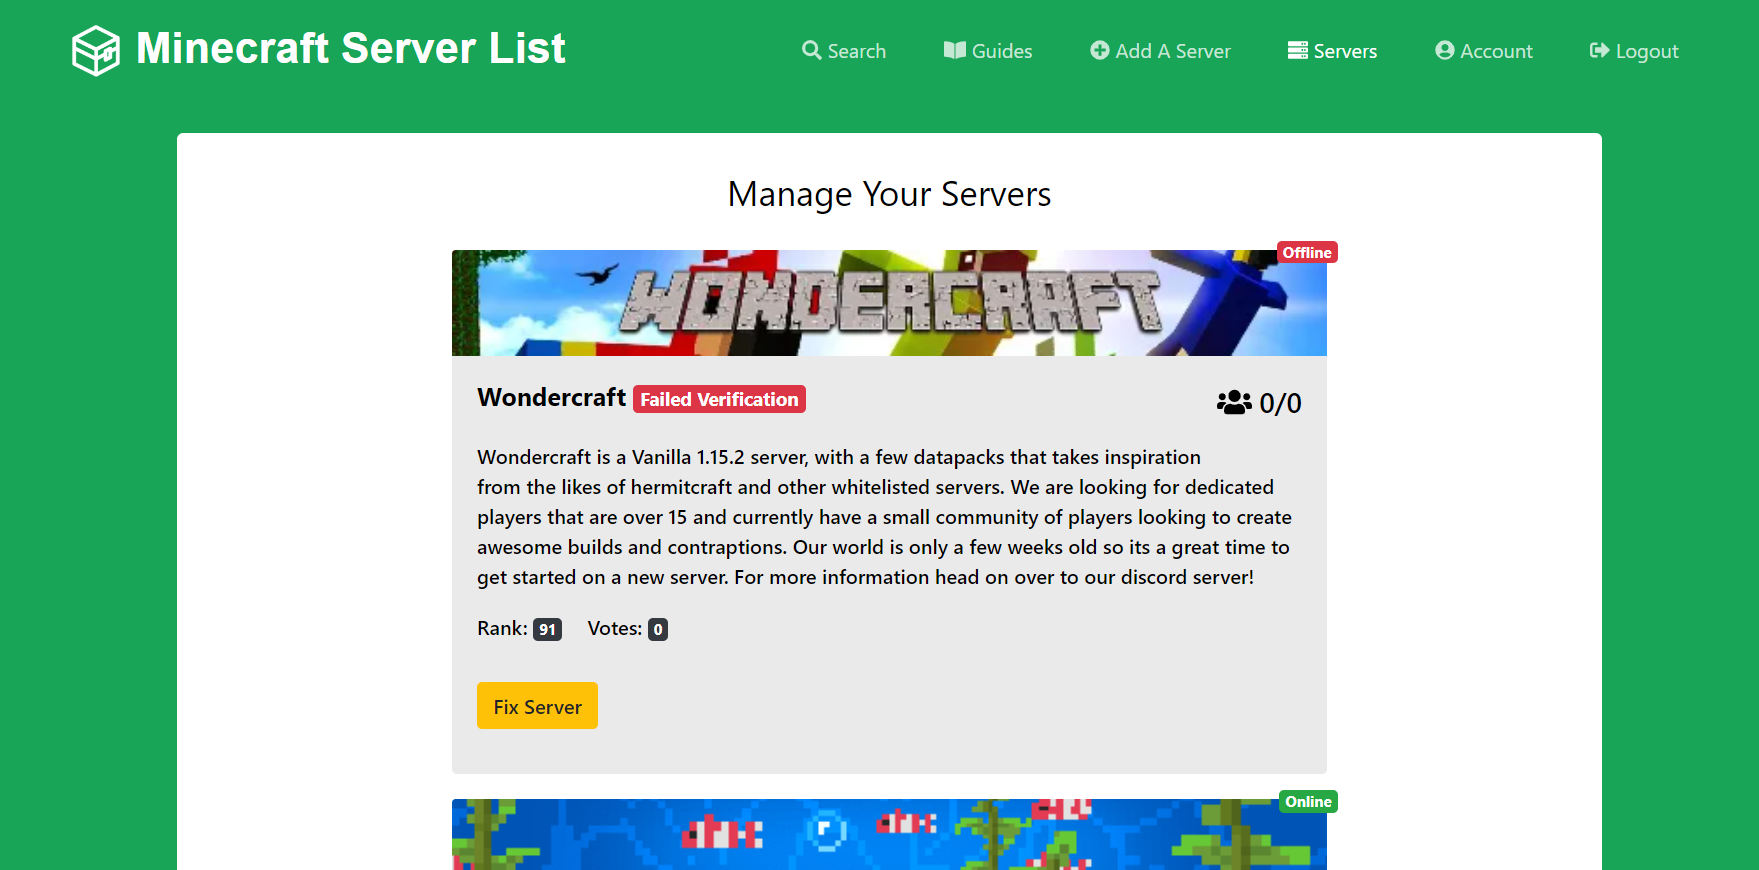 Minecraft Server List
Search
Guides
Add A Server
Servers
Account
Logout
Manage Your Servers
Offline
WONDERCRAFT
Wondercraft Failed Verification
0/0
Wondercraft is a Vanilla 1.15.2 server, with a few datapacks that takes inspiration
from the likes of hermitcraft and other whitelisted servers. We are looking for dedicated
players that are over 15 and currently have a small community of players looking to create
awesome builds and contraptions. Our world is only a few weeks old so its a great time to
get started on a new server. For more information head on over to our discord server!
Rank: 91 Votes: 0
Fix Server
Online